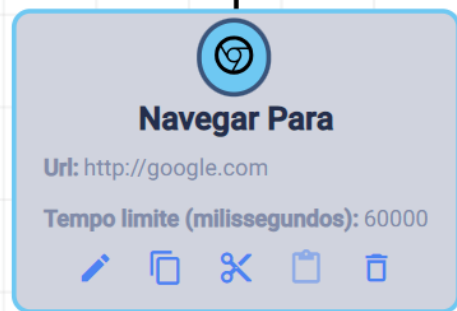 Navegar Para
Url: http://google.com
Tempo limite (milissegundos): 60000